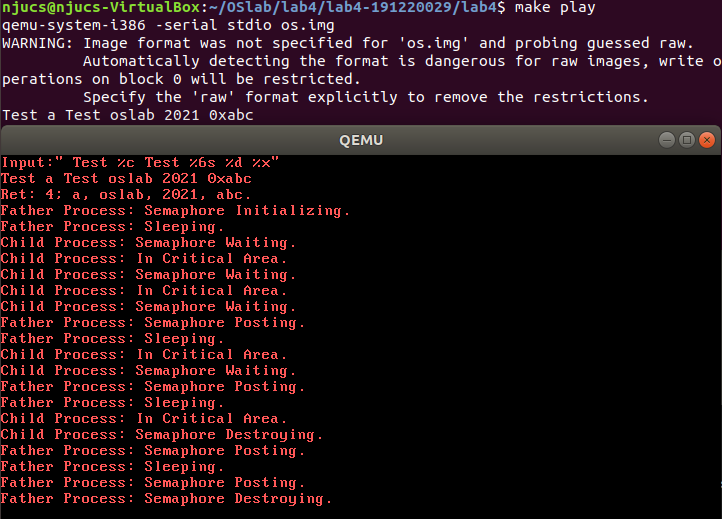 njucs@njucs-VirtualBox:~/OSlab/lab4/lab4-191220029/lab4$ make play
qemu-system-i386 -serial stdio os.img
WARNING: Image format was not specified for 'os.img' and probing guessed raw.
         Automatically detecting the format is dangerous for raw images, write o
perations on block 0 will be restricted.
         Specify the 'raw' format explicitly to remove the restrictions.
Test a Test oslab 2021 0xabc
QEMU
Input:" Test %c Test %6s %d %x"
Test a Test oslab 2021 0xabc
Ret: 4; a, oslab, 2021, abc.
Father Process: Semaphore Initializing.
Father Process: Sleeping.
Child Process: Semaphore Waiting.
Child Process: In Critical Area.
Child Process: Semaphore Waiting.
Child Process: In Critical Area.
Child Process: Semaphore Waiting.
Father Process: Semaphore Posting.
Father Process: Sleeping.
Child Process: In Critical Area.
Child Process: Semaphore Waiting.
Father Process: Semaphore Posting.
Father Process: Sleeping.
Child Process: In Critical Area.
Child Process: Semaphore Destroying.
Father Process: Semaphore Posting.
Father Process: Sleeping.
Father Process: Semaphore Posting.
Father Process: Semaphore Destroying.